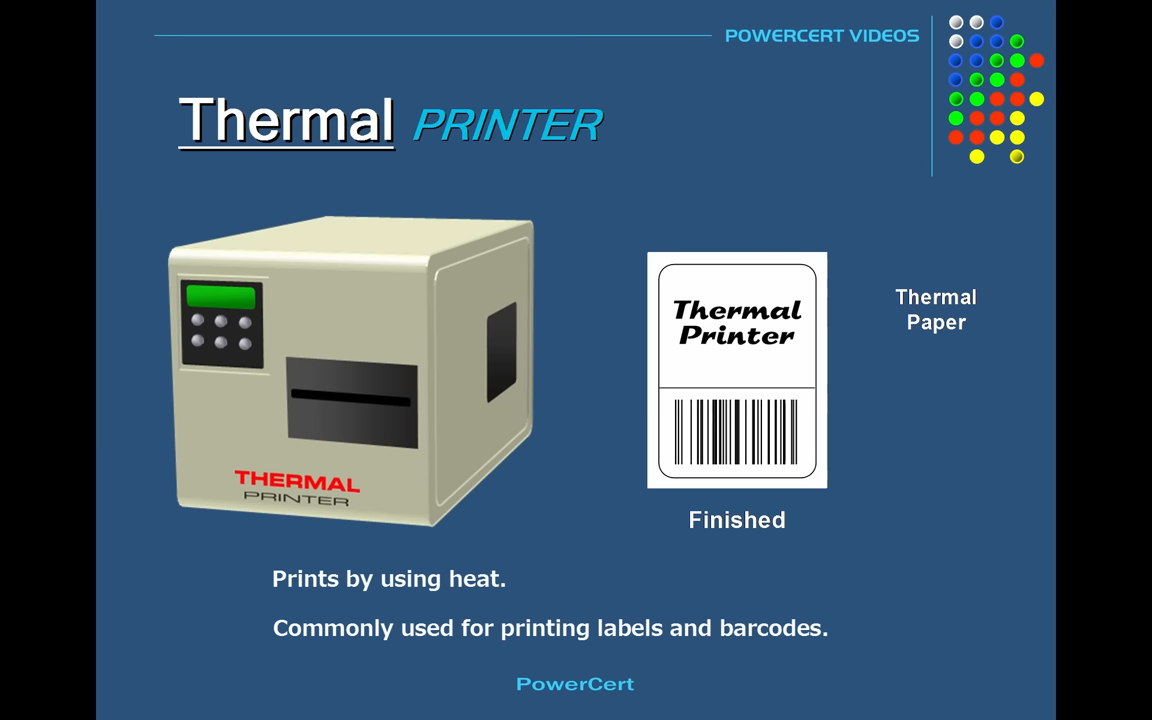 POWERCERT VIDEOS
Thermal PRINTER
Thermal
Printer
Thermal
Paper
THERMAL
PRINTER
Finished
Prints by using heat.
Commonly used for printing labels and barcodes.
PowerCert